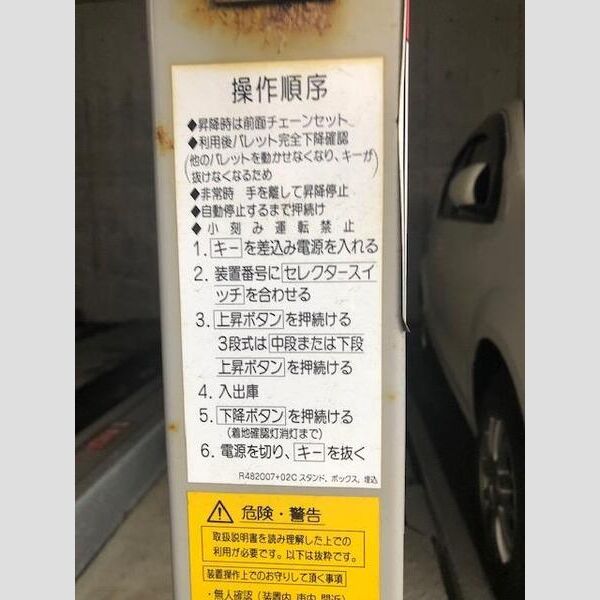 操作順序
◆昇降時は前面チェーンセット
◆利用後パレット完全下降確認
(他のパレットを動かせなくなり、キーが
抜けなくなるため)
◆非常時 手を離して昇降停止
◆自動停止するまで押続け
◆小刻み運転禁止
1. キーを差込み電源を入れる
2. 装置番号にセレクタースイ
ッチを合わせる
3. 上昇ボタンを押続ける
3段式は中段または下段
上昇ボタンを押続ける
4. 入出庫
5. 下降ボタンを押続ける
(着地確認灯消灯まで)
6. 電源を切り、キーを抜く
R482007+02C スタンド, ボックス, 埋込
⚠ 危険・警告
取扱説明書を読み理解した上での
利用が必要です。以下は抜粋です。
装置操作上でのお守りして頂く事項
・無人確認(装置内、車内、間近)